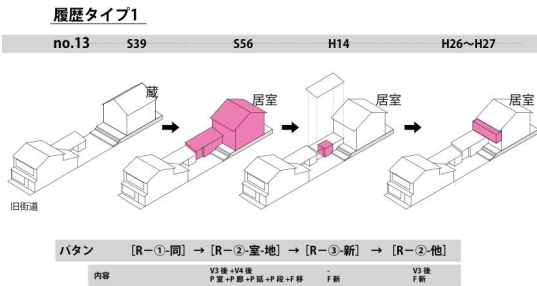 履歴タイプ1
no.13 S39 S56 H14 H26〜H27
蔵 居室 居室 居室
旧街道
パタン [R－①-同] → [R－②-室-地] → [R－③-新] → [R－②-他]
内容 V3 後 +V4 後 - V3 後
P 室 +P 廊 +P 延 +P 段 +F 移 F 新 F 新